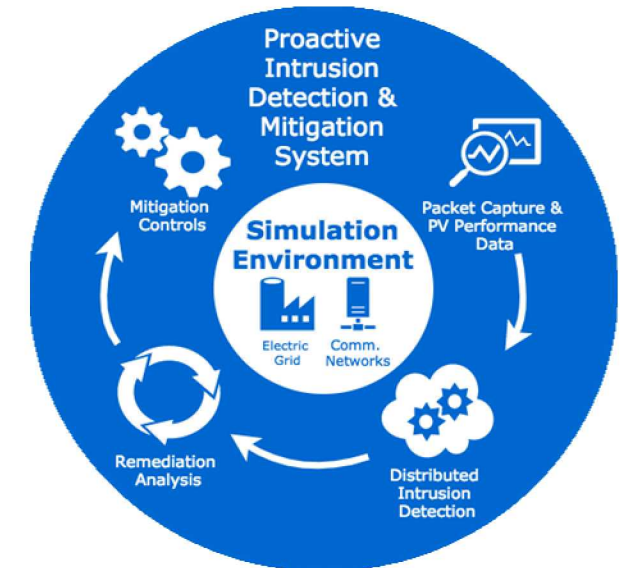 Proactive
Intrusion
Detection &
Mitigation
System
Mitigation
Controls
Packet Capture &
PV Performance
Data
Simulation
Environment
Electric
Grid
Comm.
Networks
Remediation
Analysis
Distributed
Intrusion
Detection